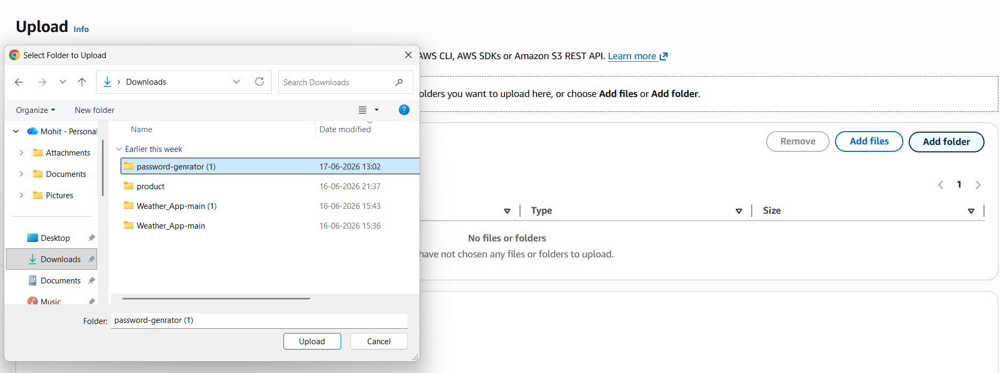 Upload Info
Select Folder to Upload
AWS CLI, AWS SDKs or Amazon S3 REST API. Learn more
Downloads
Search Downloads
olders you want to upload here, or choose Add files or Add folder.
Organize
New folder
?
Mohit - Personal
Attachments
Documents
Pictures
Desktop
Downloads
Documents
Music
Name
Date modified
Earlier this week
password-genrator (1) 17-06-2026 13:02
product 16-06-2026 21:37
Weather_App-main (1) 16-06-2026 15:43
Weather_App-main 16-06-2026 15:36
Folder: password-genrator (1)
Upload
Cancel
Remove
Add files
Add folder
1
Type
Size
No files or folders
have not chosen any files or folders to upload.